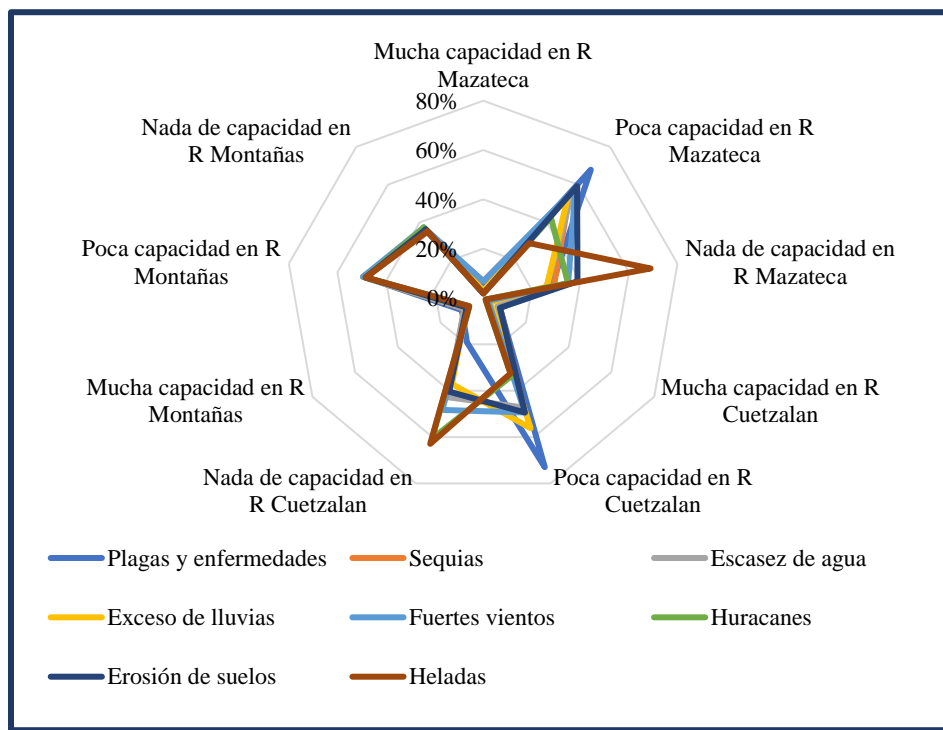 Mucha capacidad en R
Mazateca
80%
60%
40%
20%
0%
Poca capacidad en R
Mazateca
Nada de capacidad en
R Mazateca
Mucha capacidad en R
Cuetzalan
Poca capacidad en R
Cuetzalan
Nada de capacidad en
R Cuetzalan
Mucha capacidad en R
Montañas
Poca capacidad en R
Montañas
Nada de capacidad en
R Montañas
Plagas y enfermedades
Sequias
Escasez de agua
Exceso de lluvias
Fuertes vientos
Huracanes
Erosión de suelos
Heladas